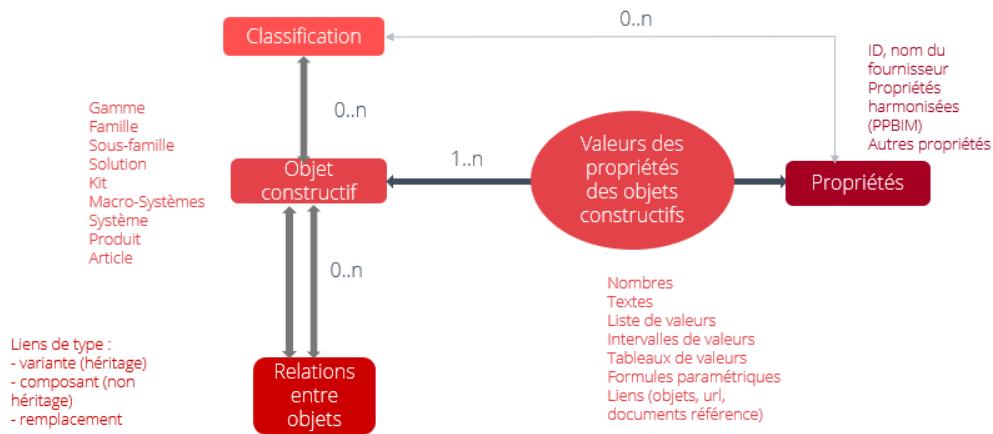 0..n
Classification
ID, nom du
fournisseur
Propriétés
harmonisées
(PPBIM)
Autres propriétés
Gamme
Famille
Sous-famille
Solution
Kit
Macro-Systèmes
Système
Produit
Article
0..n
Objet
constructif
1..n
Valeurs des
propriétés
des objets
constructifs
Propriétés
0..n
Nombres
Textes
Liste de valeurs
Intervalles de valeurs
Tableaux de valeurs
Formules paramétriques
Liens (objets, url,
documents référence)
Liens de type :
- variante (héritage)
- composant (non
héritage)
- remplacement
Relations
entre
objets